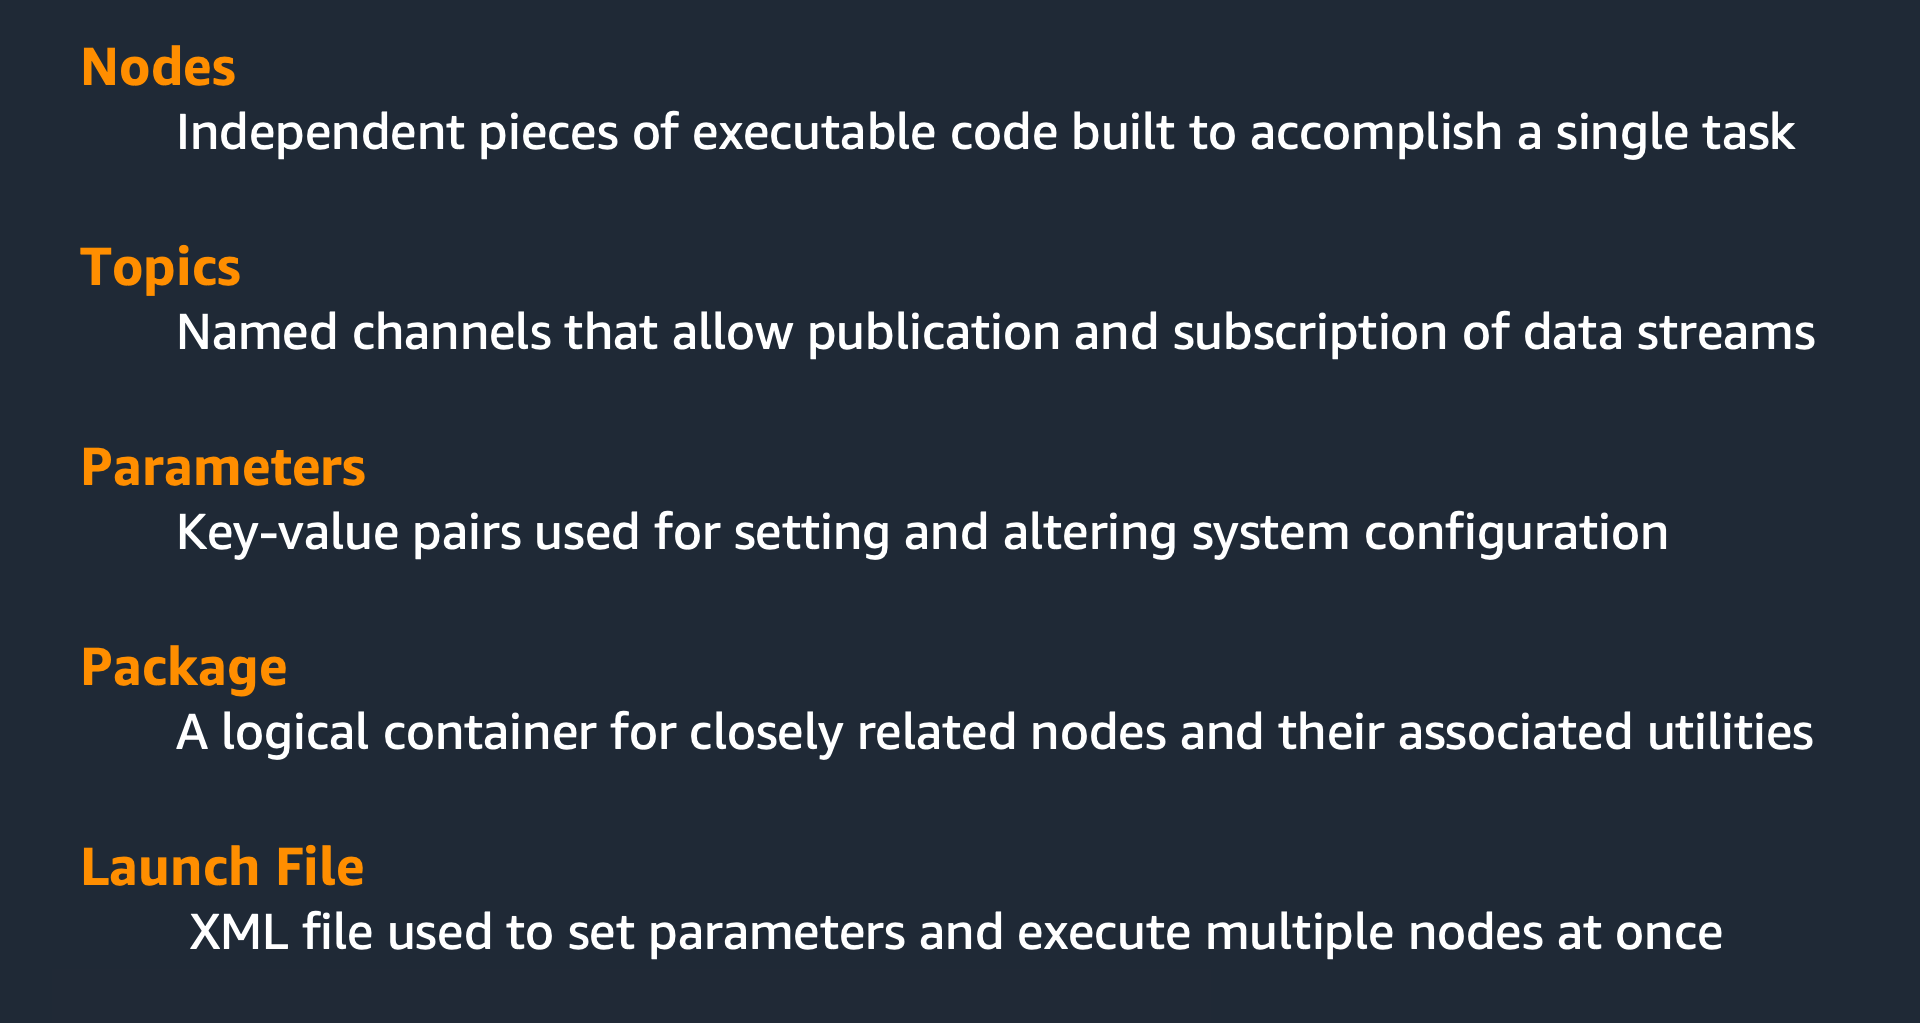 Nodes
Independent pieces of executable code built to accomplish a single task
Topics
Named channels that allow publication and subscription of data streams
Parameters
Key-value pairs used for setting and altering system configuration
Package
A logical container for closely related nodes and their associated utilities
Launch File
XML file used to set parameters and execute multiple nodes at once